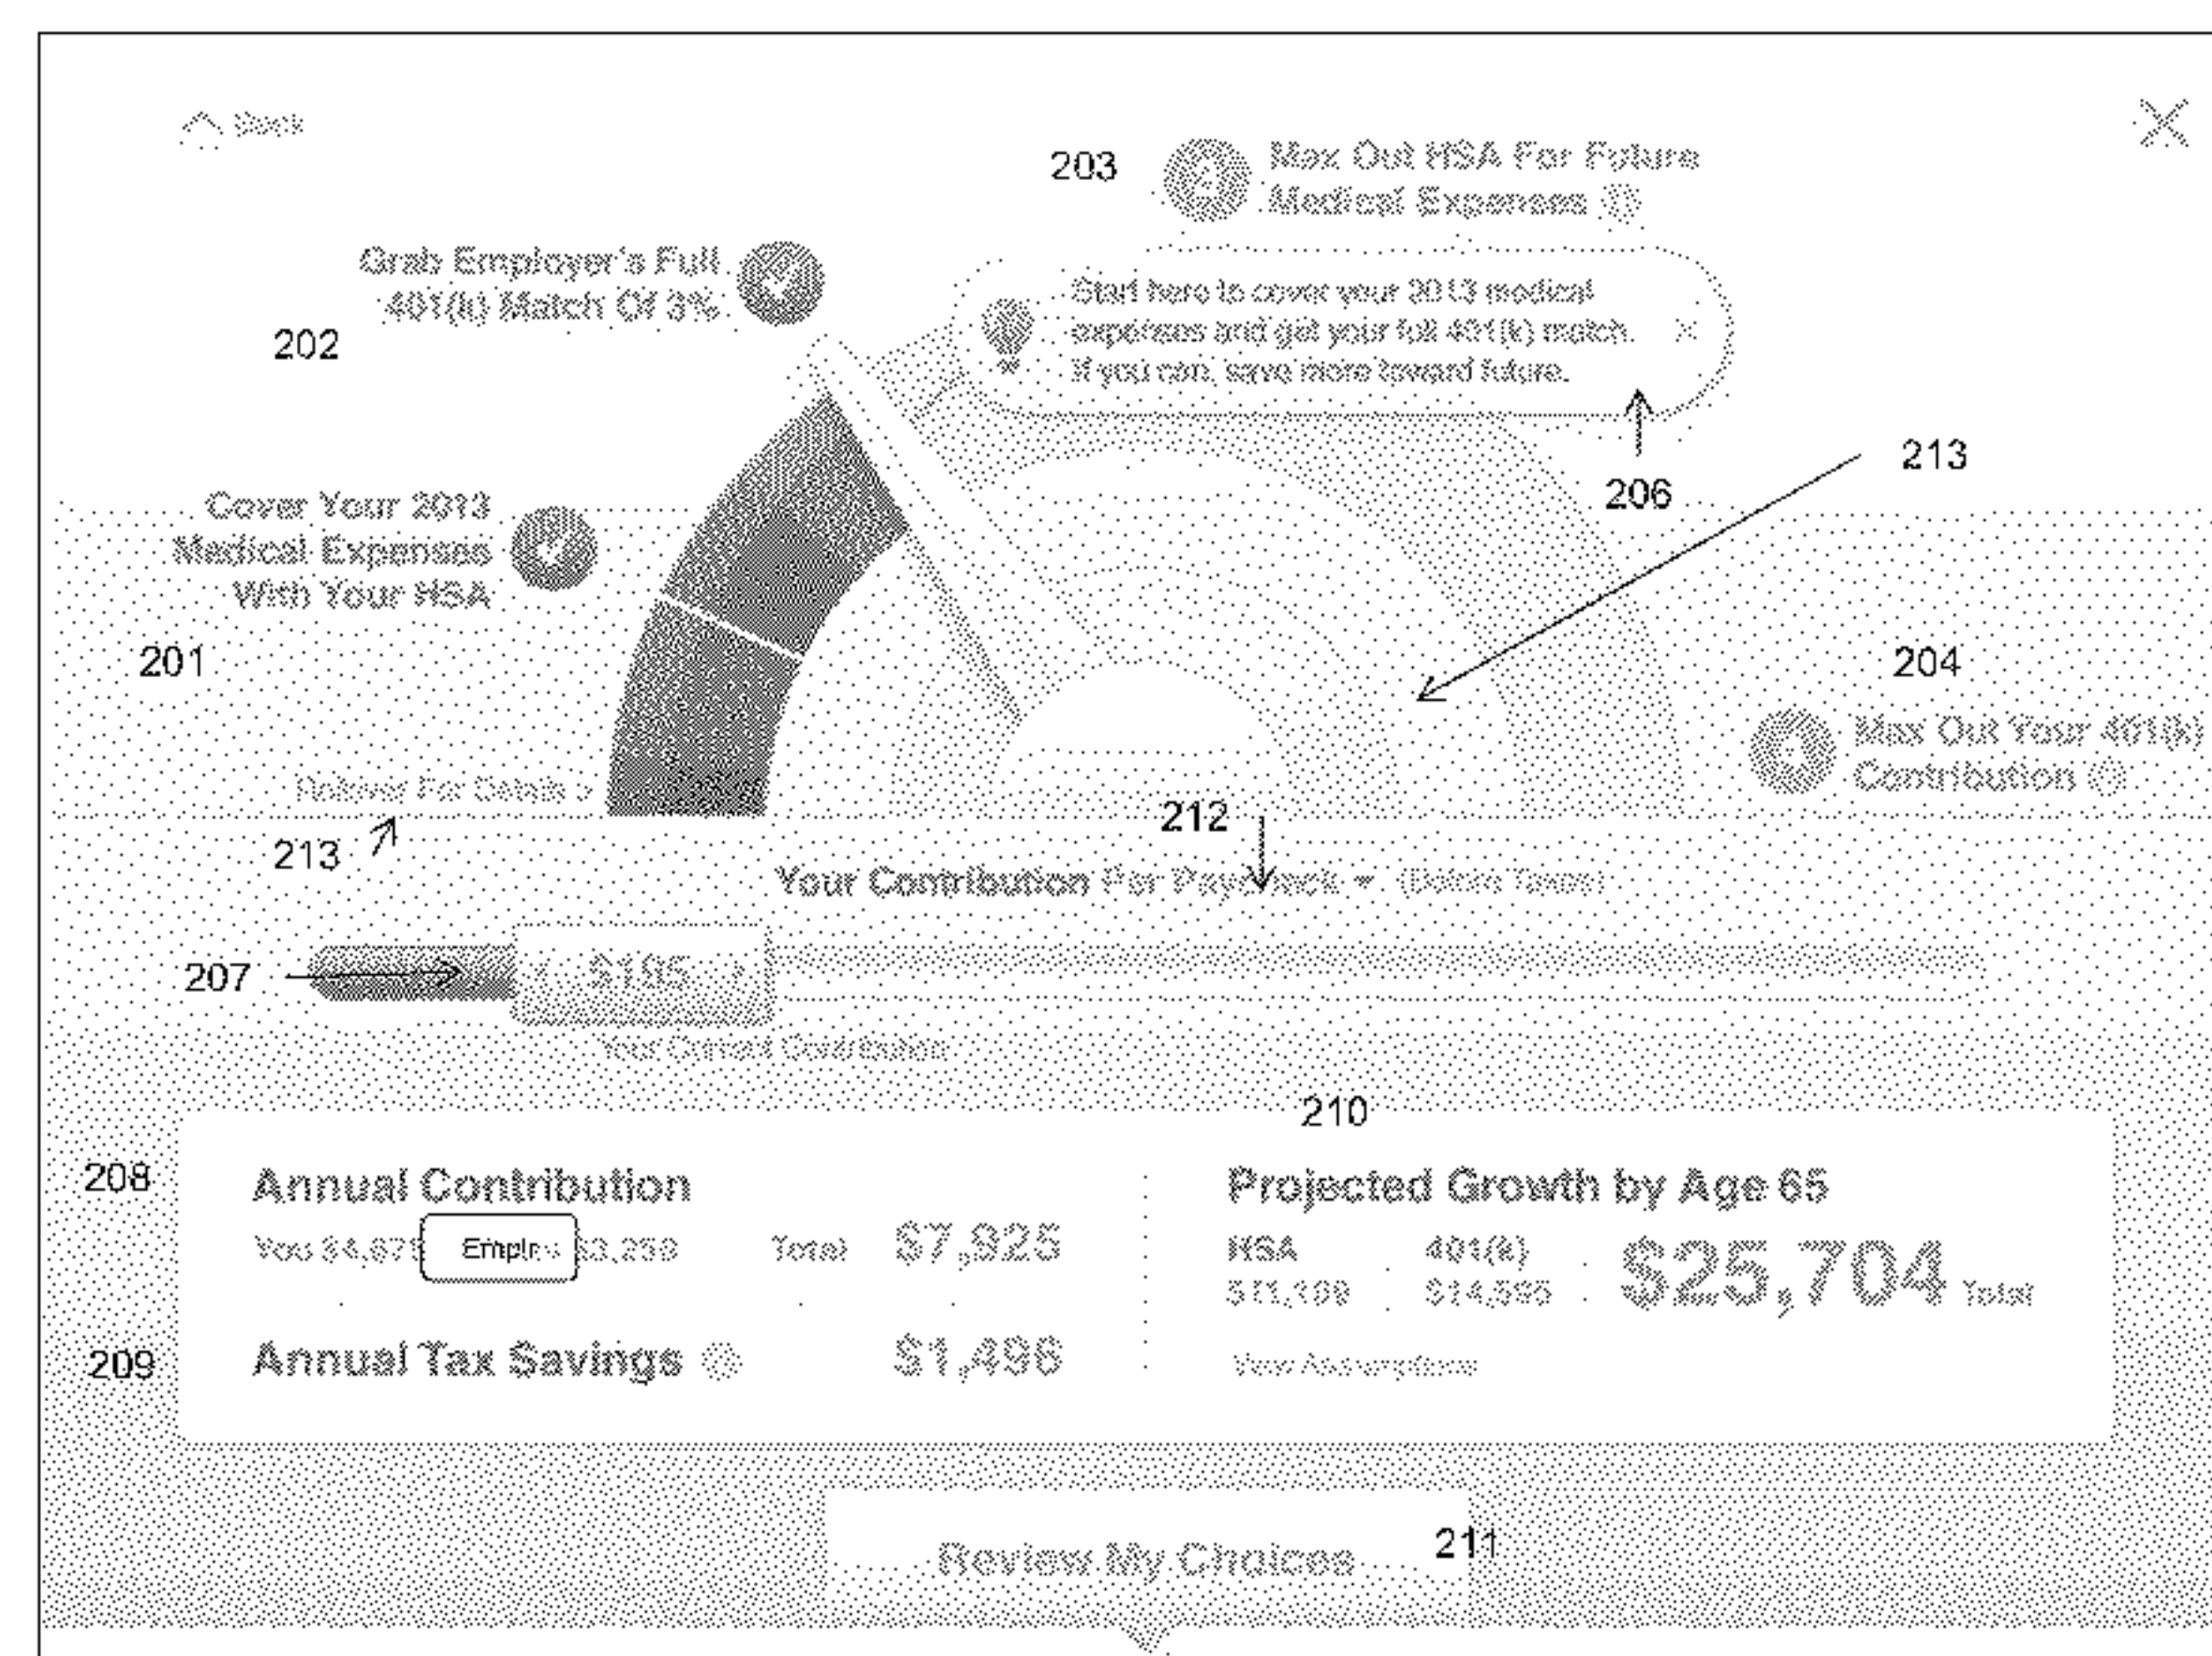 Back
203
Max Out HSA For Future
Medical Expenses
Grab Employer's Full
401(k) Match Of 3%
202
Start here to cover your 2013 medical
expenses and get your full 401(k) match.
If you can, save more toward future.
206
213
Cover Your 2013
Medical Expenses
With Your HSA
201
204
Max Out Your 401(k)
Contribution
Rollover For Details >
213
212
Your Contribution Per Paycheck (Before Taxes)
207
$195
Your Current Contribution
210
208
Annual Contribution
You $4,675 Total $7,925
Projected Growth by Age 65
HSA 401(k) $25,704 Total
$14,595
209
Annual Tax Savings $1,496
View Assumptions
Review My Choices
211